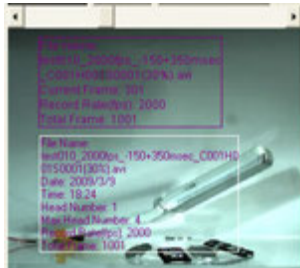 File Name:
test010_2000fps_-150+350msec
_C001H001S0001(30%).avi
Current Frame: 301
Record Rate(fps): 2000
Total Frame: 1001
File Name:
test010_2000fps_-150+350msec_C001H0
01S0001(30%).avi
Date: 2009/3/9
Time: 18:24
Head Number: 1
Max Head Number: 4
Record Rate(fps): 2000
Total Frame: 1001